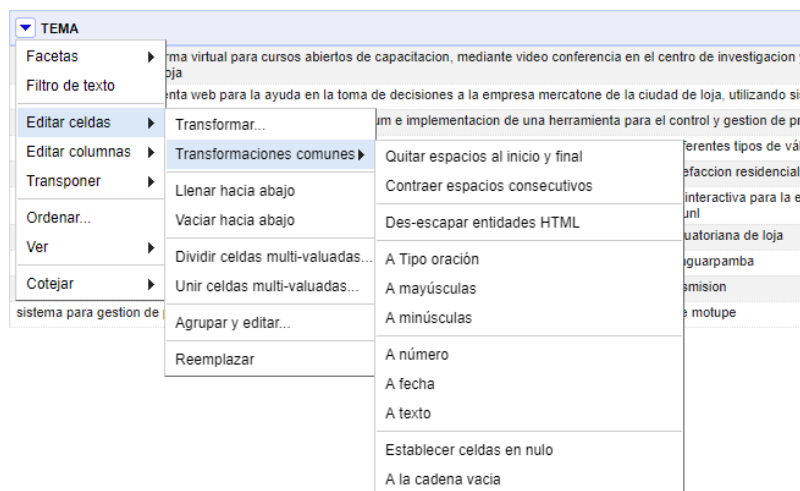 TEMA
Facetas
Filtro de texto
Editar celdas
Editar columnas
Transponer
Ordenar...
Ver
Cotejar
Transformar...
Transformaciones comunes
Llenar hacia abajo
Vaciar hacia abajo
Dividir celdas multi-valuadas...
Unir celdas multi-valuadas...
Agrupar y editar...
Reemplazar
Quitar espacios al inicio y final
Contraer espacios consecutivos
Des-escapar entidades HTML
A Tipo oración
A mayúsculas
A minúsculas
A número
A fecha
A texto
Establecer celdas en nulo
A la cadena vacia
rma virtual para cursos abiertos de capacitacion, mediante video conferencia en el centro de investigacion
oja
enta web para la ayuda en la toma de decisiones a la empresa mercatone de la ciudad de loja, utilizando si
um e implementacion de una herramienta para el control y gestion de pr
ferentes tipos de vál
efaccion residencial
interactiva para la e
unl
uatoriana de loja
guarpamba
smision
sistema para gestion de
e motupe